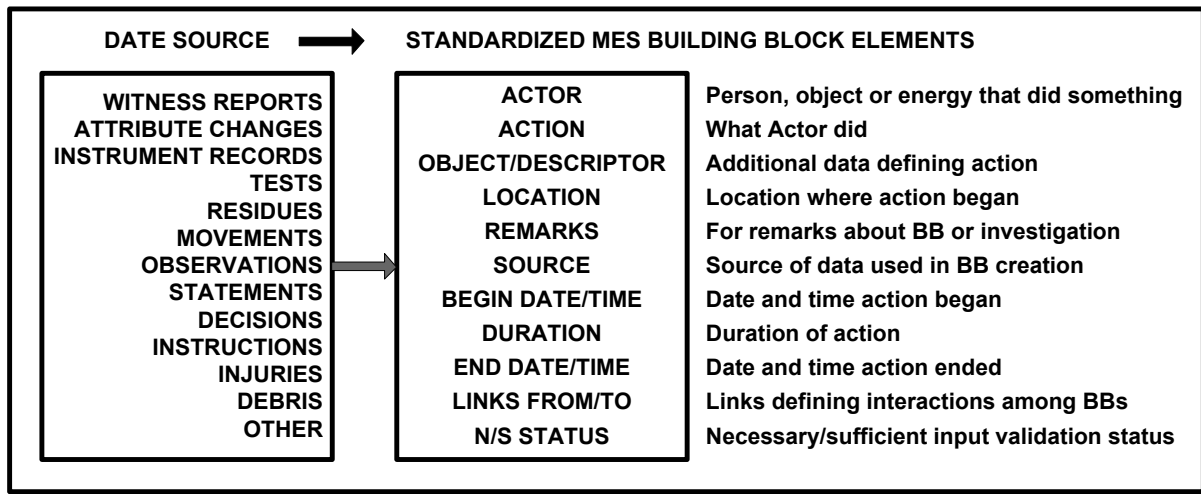 DATE SOURCE STANDARDIZED MES BUILDING BLOCK ELEMENTS
WITNESS REPORTS
ATTRIBUTE CHANGES
INSTRUMENT RECORDS
TESTS
RESIDUES
MOVEMENTS
OBSERVATIONS
STATEMENTS
DECISIONS
INSTRUCTIONS
INJURIES
DEBRIS
OTHER
ACTOR Person, object or energy that did something
ACTION What Actor did
OBJECT/DESCRIPTOR Additional data defining action
LOCATION Location where action began
REMARKS For remarks about BB or investigation
SOURCE Source of data used in BB creation
BEGIN DATE/TIME Date and time action began
DURATION Duration of action
END DATE/TIME Date and time action ended
LINKS FROM/TO Links defining interactions among BBs
N/S STATUS Necessary/sufficient input validation status